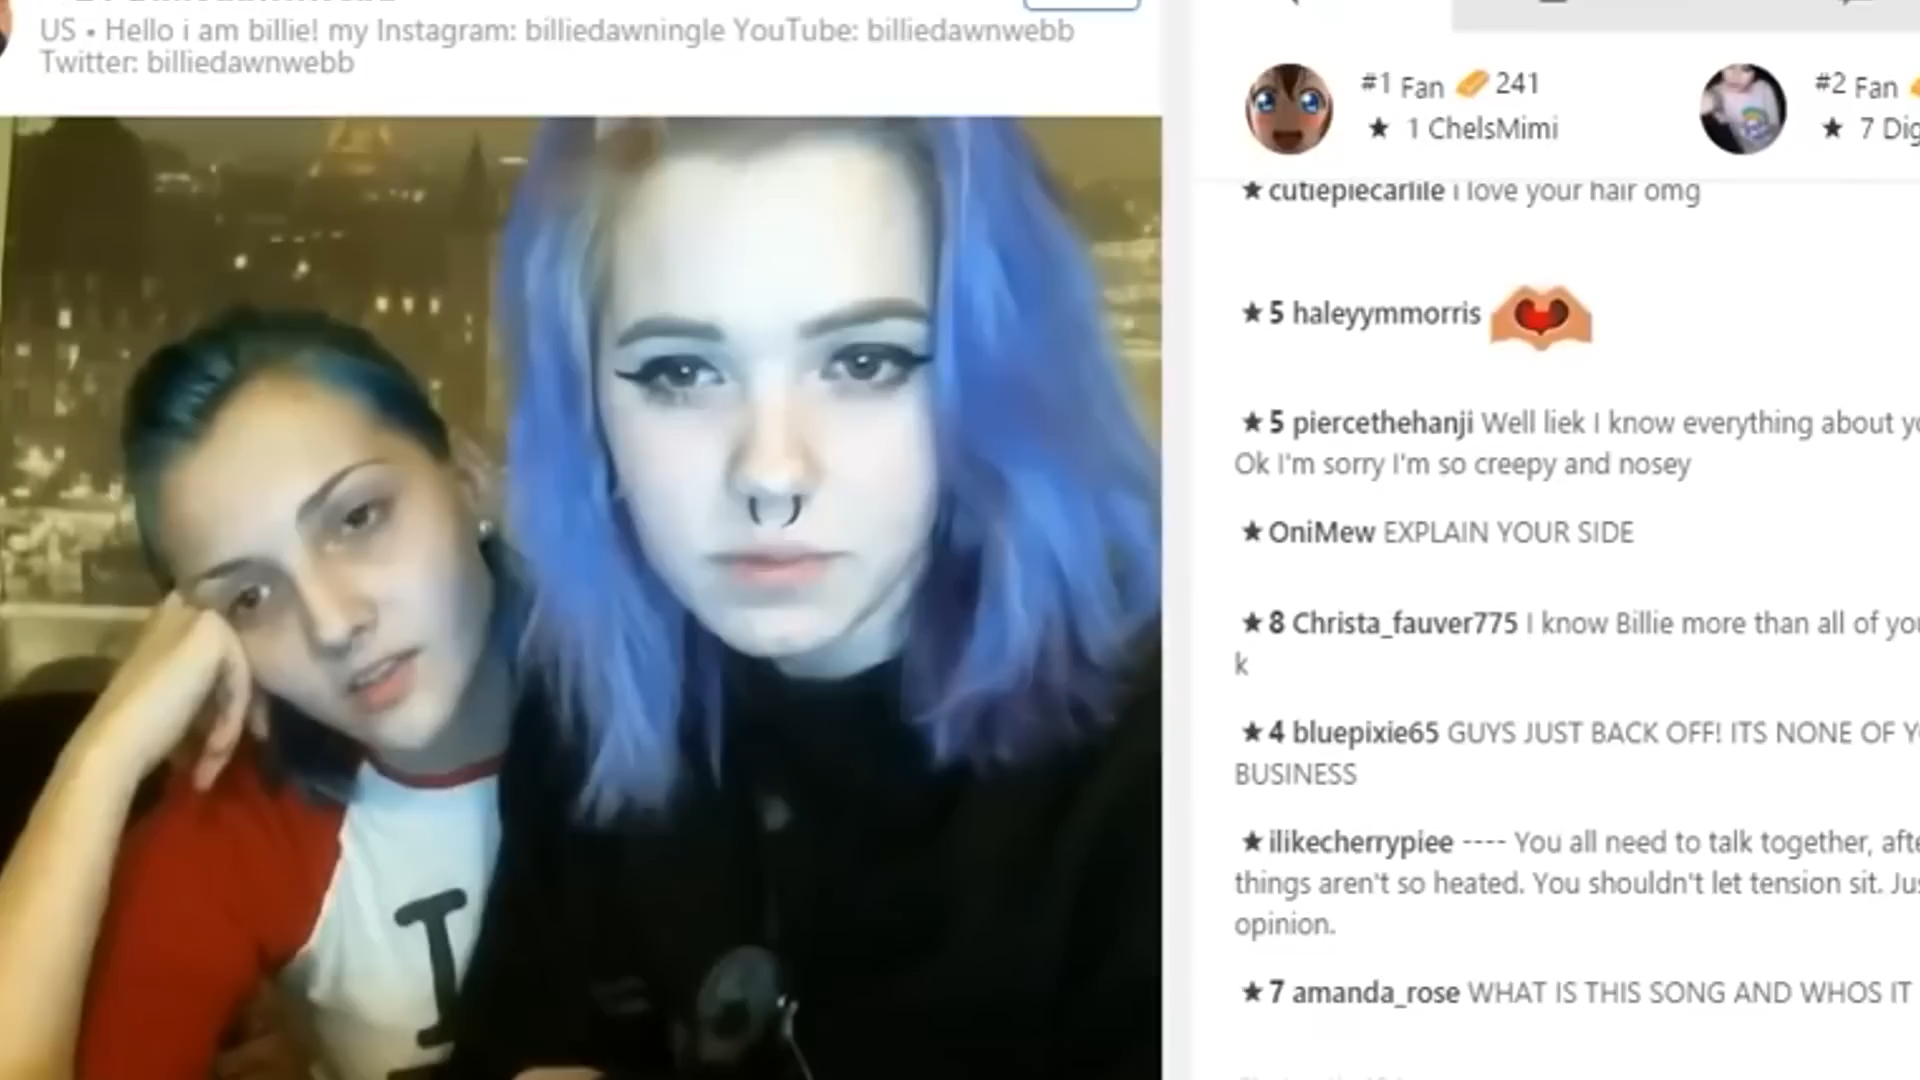 US • Hello i am billie! my Instagram: billiedawningle YouTube: billiedawnwebb
Twitter: billiedawnwebb
#1 Fan 241
★ 1 ChelsMimi
#2 Fan
★ 7 Dig
★ cutiepiecarlile i love your hair omg
★ 5 haleyymmorris
★ 5 piercethehanji Well liek I know everything about
Ok I'm sorry I'm so creepy and nosey
★ OniMew EXPLAIN YOUR SIDE
★ 8 Christa_fauver775 I know Billie more than all of
k
★ 4 bluepixie65 GUYS JUST BACK OFF! ITS NONE OF
BUSINESS
★ ilikecherrypiee ---- You all need to talk together,
things aren't so heated. You shouldn't let tension sit.
opinion.
★ 7 amanda_rose WHAT IS THIS SONG AND WHOS IT
I